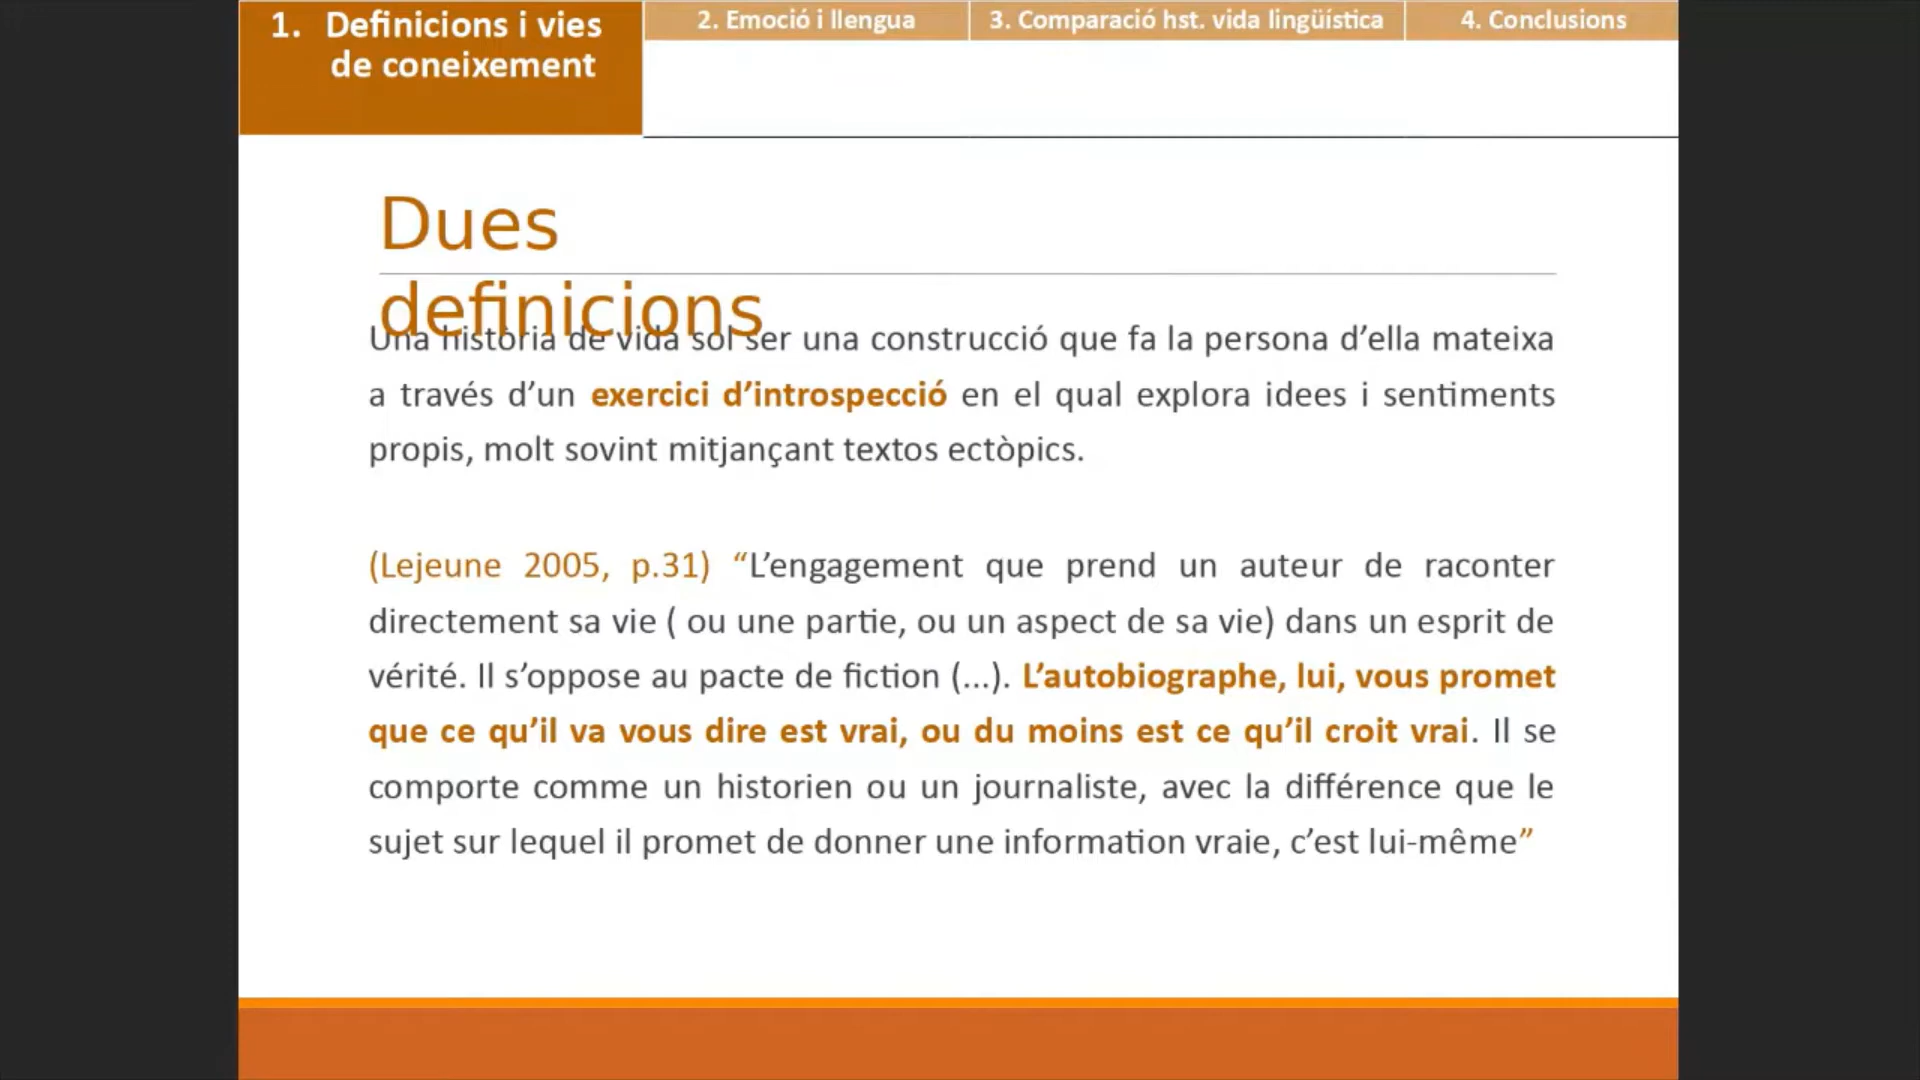 1. Definicions i vies
de coneixement
2. Emoció i llengua
3. Comparació hst. vida lingüística
4. Conclusions
Dues
definicions
Una història de vida sol ser una construcció que fa la persona d’ella mateixa
a través d’un exercici d’introspecció en el qual explora idees i sentiments
propis, molt sovint mitjançant textos ectòpics.
(Lejeune 2005, p.31) “L’engagement que prend un auteur de raconter
directement sa vie ( ou une partie, ou un aspect de sa vie) dans un esprit de
vérité. Il s’oppose au pacte de fiction (...). L’autobiographe, lui, vous promet
que ce qu’il va vous dire est vrai, ou du moins est ce qu’il croit vrai. Il se
comporte comme un historien ou un journaliste, avec la différence que le
sujet sur lequel il promet de donner une information vraie, c’est lui-même”